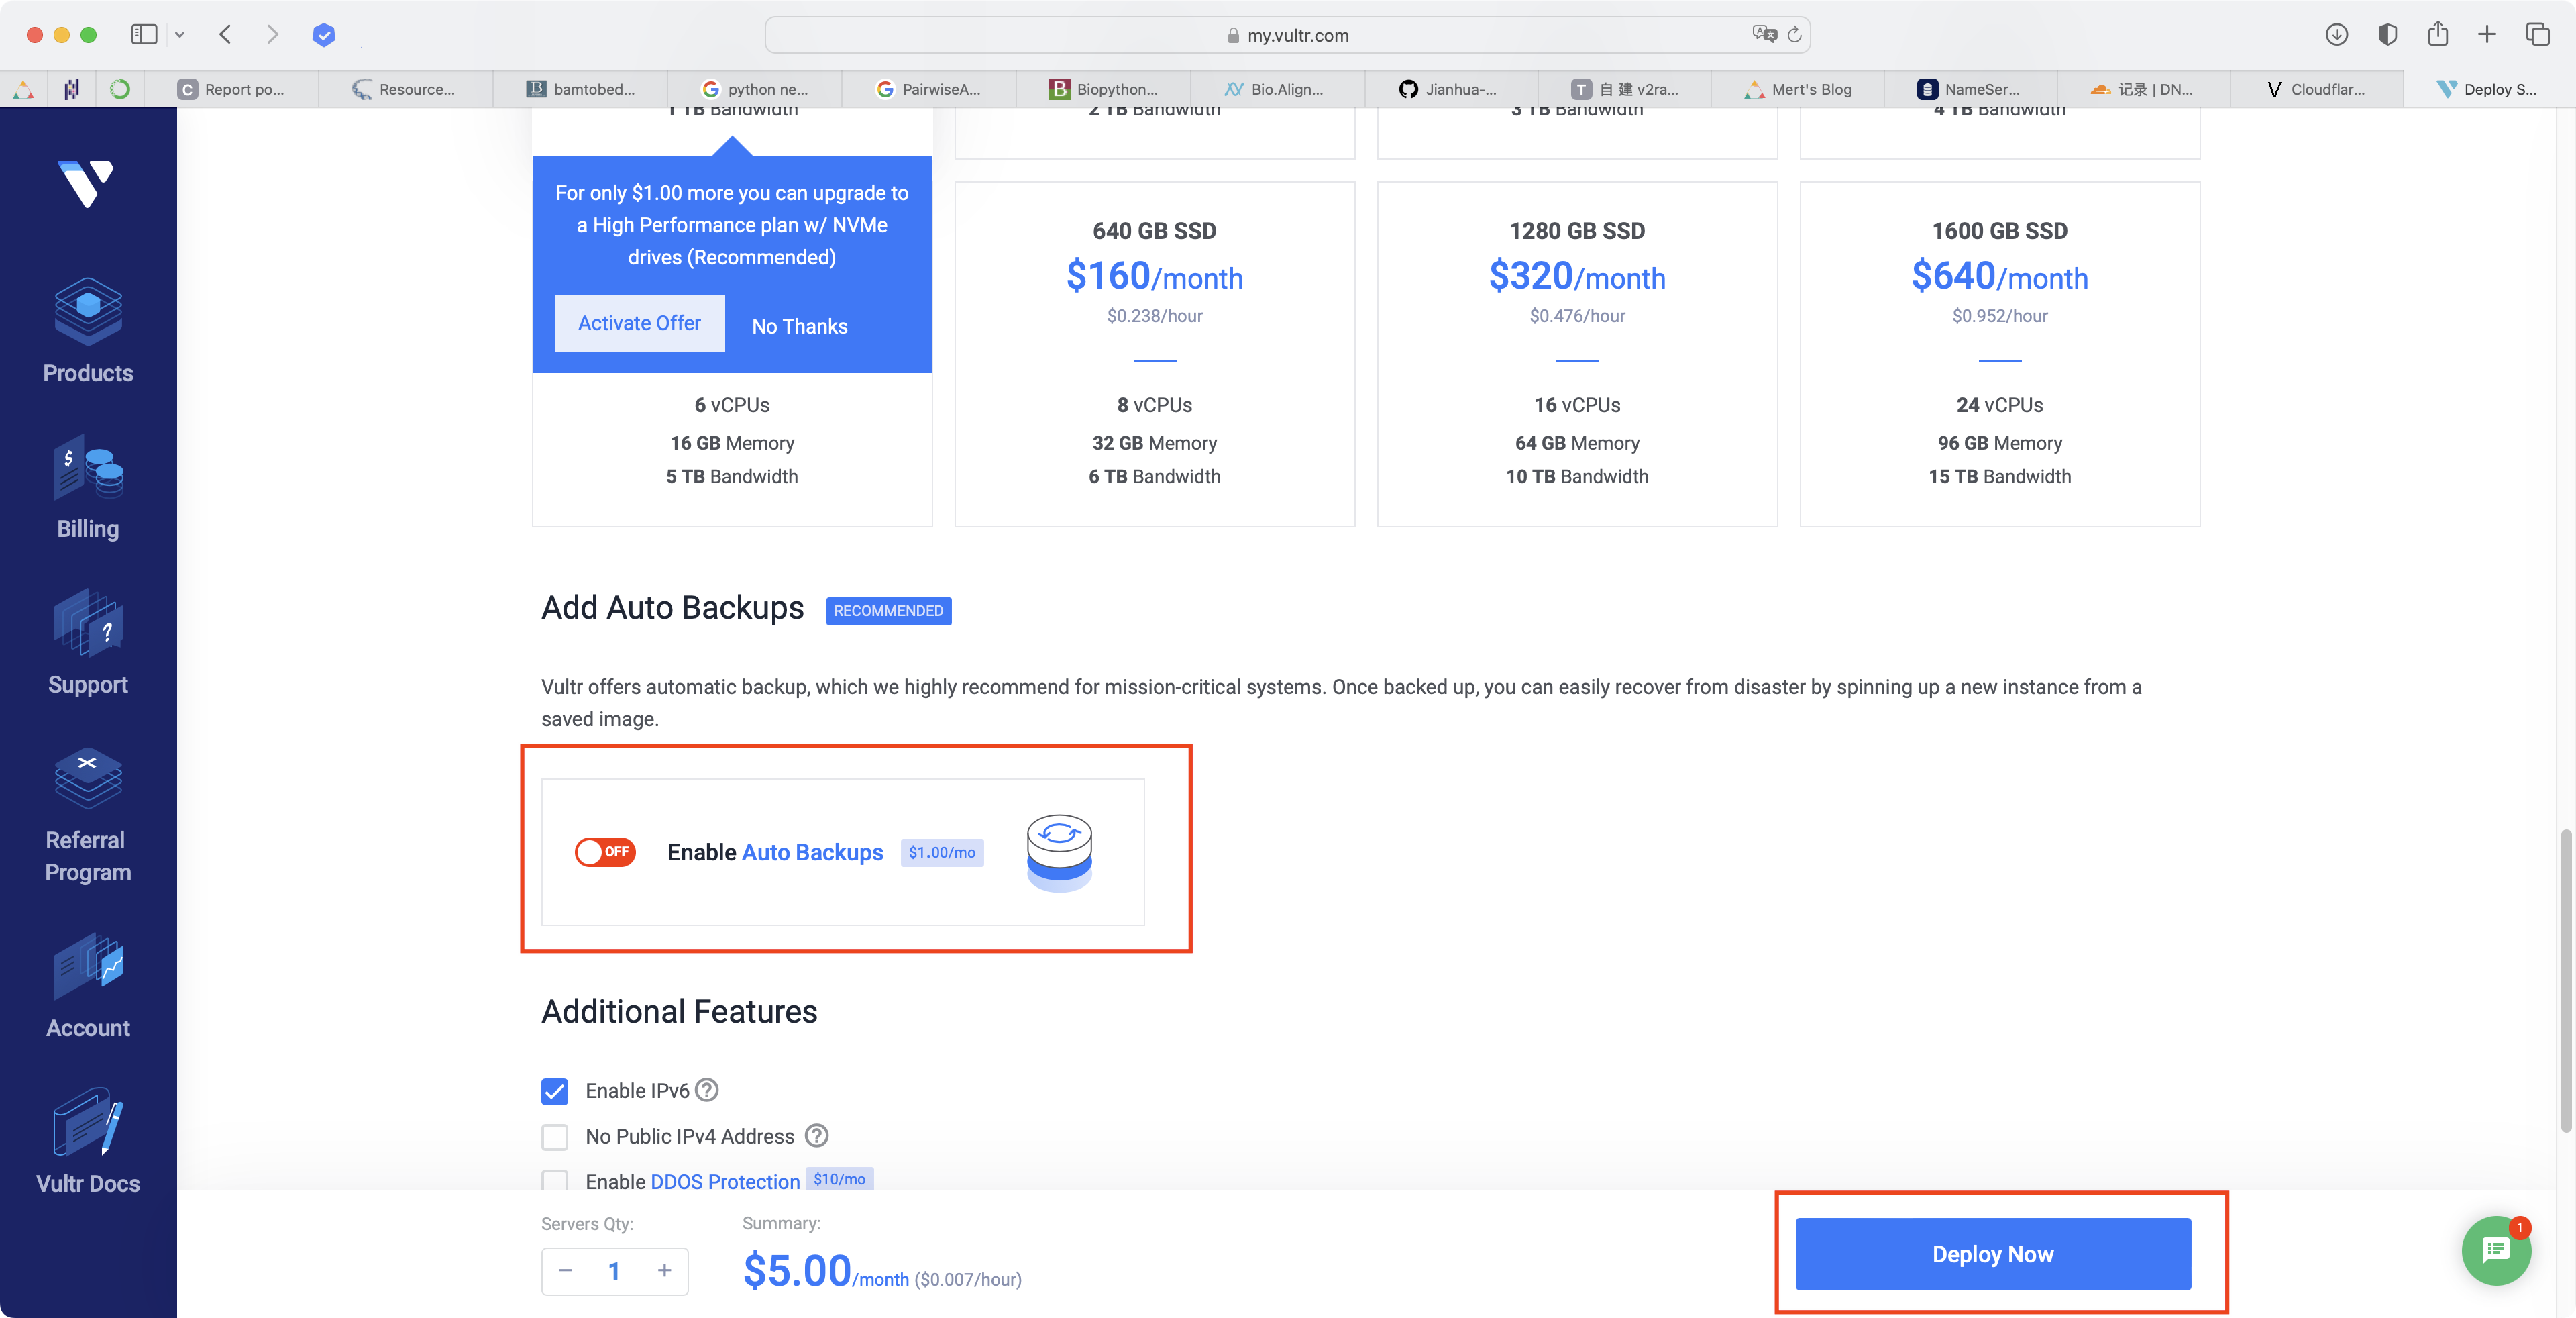 my.vultr.com
Report po...
Resource...
bamtobed...
python ne...
PairwiseA...
Biopython...
Bio.Align...
Jianhua-...
自建 v2ra...
Mert's Blog
NameSer...
记录 | DN...
Cloudflar...
Deploy S...
1 TB Bandwidth
2 TB Bandwidth
3 TB Bandwidth
4 TB Bandwidth
For only $1.00 more you can upgrade to
a High Performance plan w/ NVMe
drives (Recommended)
Activate Offer
No Thanks
6 vCPUs
16 GB Memory
5 TB Bandwidth
640 GB SSD
$160/month
$0.238/hour
8 vCPUs
32 GB Memory
6 TB Bandwidth
1280 GB SSD
$320/month
$0.476/hour
16 vCPUs
64 GB Memory
10 TB Bandwidth
1600 GB SSD
$640/month
$0.952/hour
24 vCPUs
96 GB Memory
15 TB Bandwidth
Products
Billing
Support
Referral
Program
Account
Vultr Docs
Add Auto Backups RECOMMENDED
Vultr offers automatic backup, which we highly recommend for mission-critical systems. Once backed up, you can easily recover from disaster by spinning up a new instance from a
saved image.
OFF Enable Auto Backups $1.00/mo
Additional Features
Enable IPv6 ?
No Public IPv4 Address ?
Enable DDOS Protection $10/mo
Servers Qty:
− 1 +
Summary:
$5.00/month ($0.007/hour)
Deploy Now
1